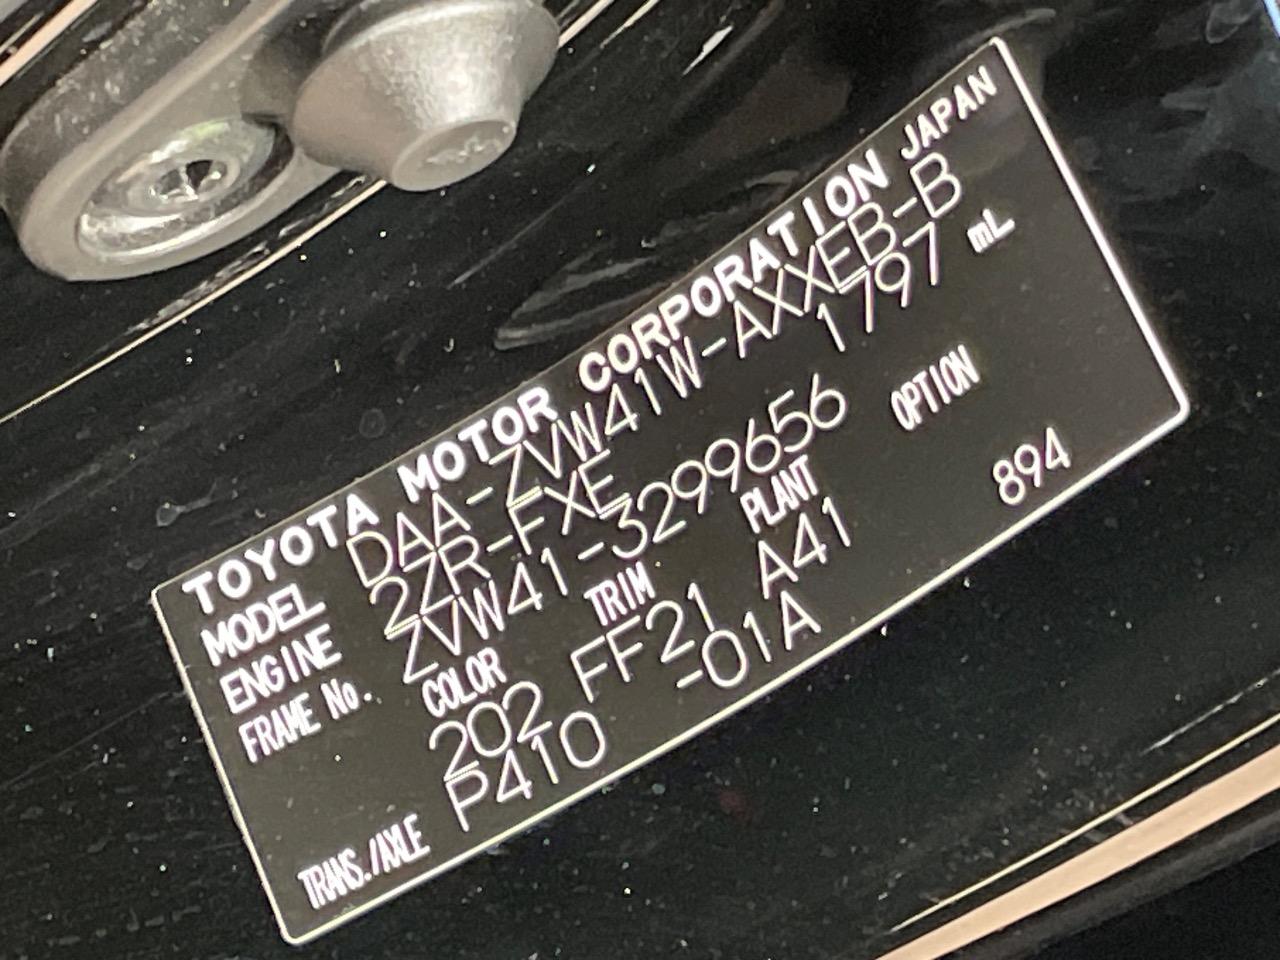 TOYOTA MOTOR CORPORATION JAPAN
MODEL DAA-ZVW41W-AXXEB-B
ENGINE 2ZR-FXE 1797 mL
FRAME No. ZVW41-3299656
COLOR TRIM PLANT OPTION
202 FF21 A41 894
TRANS./AXLE P410 -01A